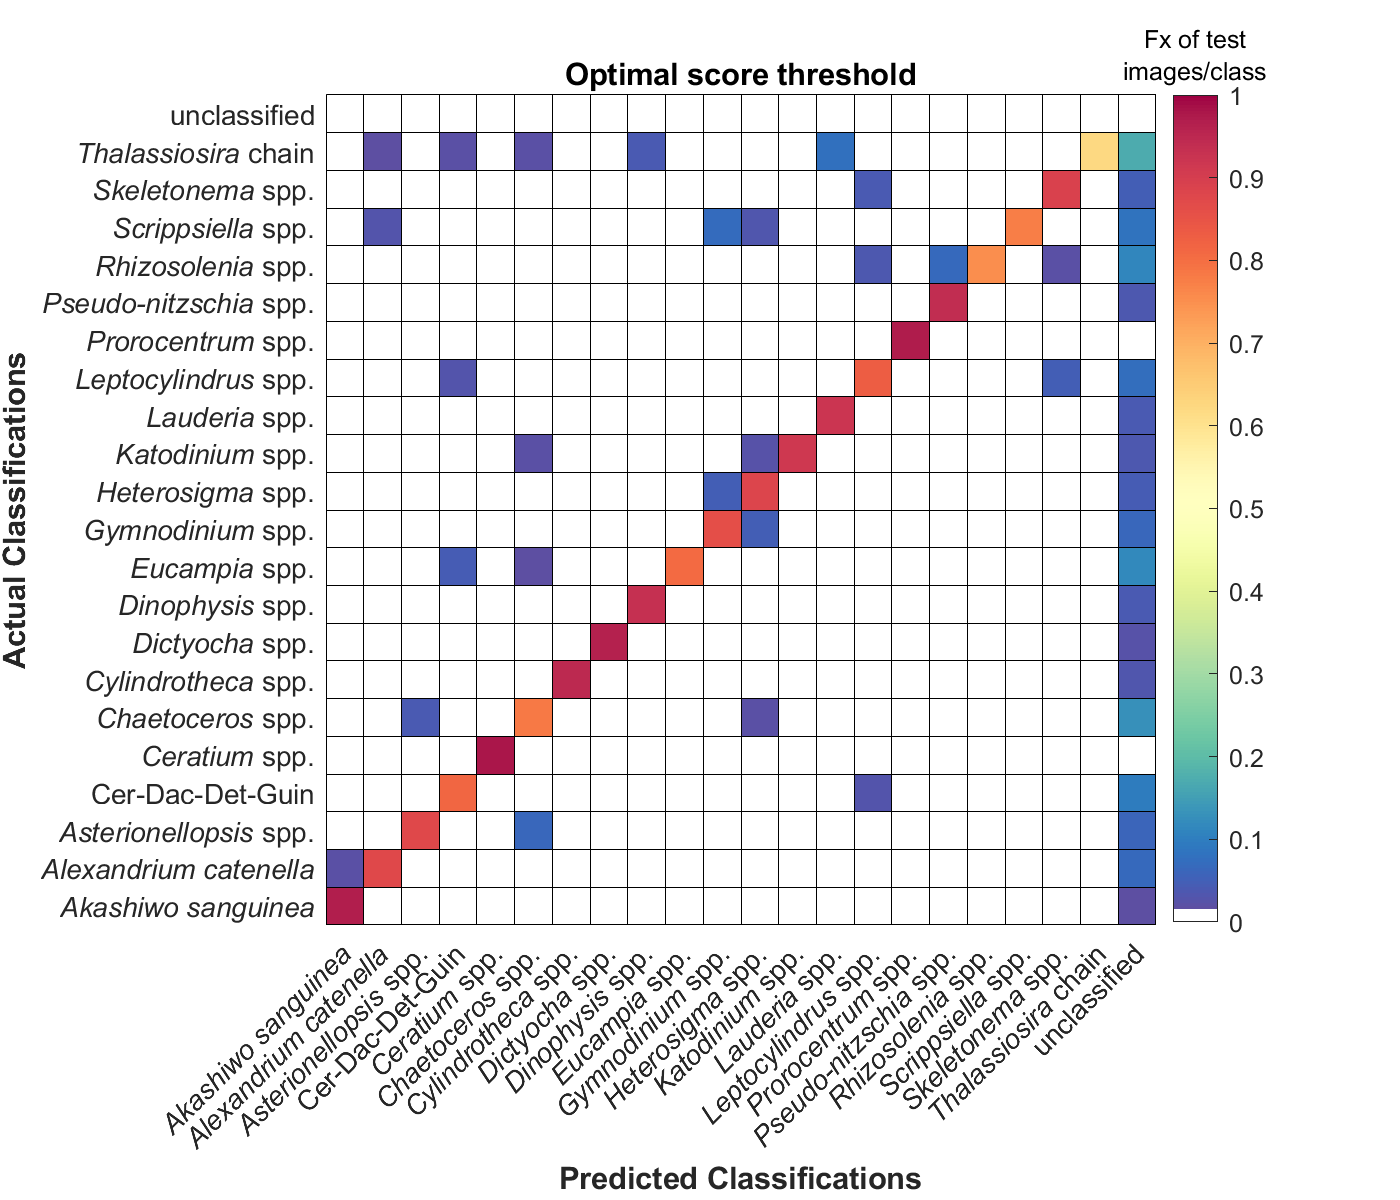 Fx of test
images/class
Optimal score threshold
unclassified
Thalassiosira chain
Skeletonema spp.
Scrippsiella spp.
Rhizosolenia spp.
Pseudo-nitzschia spp.
Prorocentrum spp.
Leptocylindrus spp.
Lauderia spp.
Katodinium spp.
Heterosigma spp.
Gymnodinium spp.
Eucampia spp.
Dinophysis spp.
Dictyocha spp.
Cylindrotheca spp.
Chaetoceros spp.
Ceratium spp.
Cer-Dac-Det-Guin
Asterionellopsis spp.
Alexandrium catenella
Akashiwo sanguinea
Actual Classifications
1
0.9
0.8
0.7
0.6
0.5
0.4
0.3
0.2
0.1
0
Akashiwo sanguinea
Alexandrium catenella
Asterionellopsis spp.
Cer-Dac-Det-Guin
Ceratium spp.
Chaetoceros spp.
Cylindrotheca spp.
Dictyocha spp.
Dinophysis spp.
Eucampia spp.
Gymnodinium spp.
Heterosigma spp.
Katodinium spp.
Lauderia spp.
Leptocylindrus spp.
Prorocentrum spp.
Pseudo-nitzschia spp.
Rhizosolenia spp.
Scrippsiella spp.
Skeletonema spp.
Thalassiosira chain
unclassified
Predicted Classifications